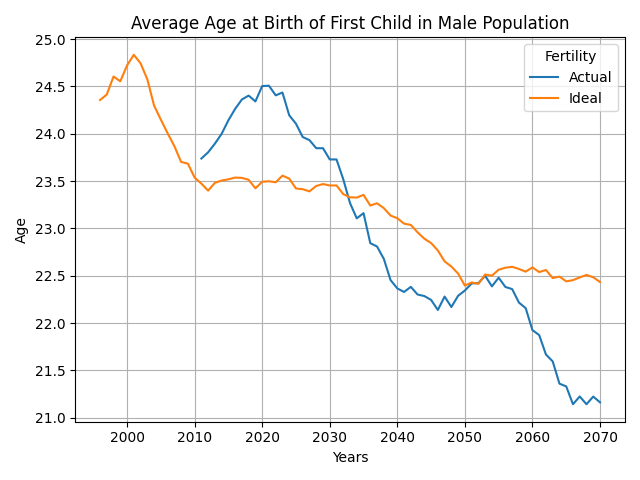 Average Age at Birth of First Child in Male Population
25.0
24.5
24.0
23.5
23.0
22.5
22.0
21.5
21.0
Age
Fertility
Actual
Ideal
2000 2010 2020 2030 2040 2050 2060 2070
Years